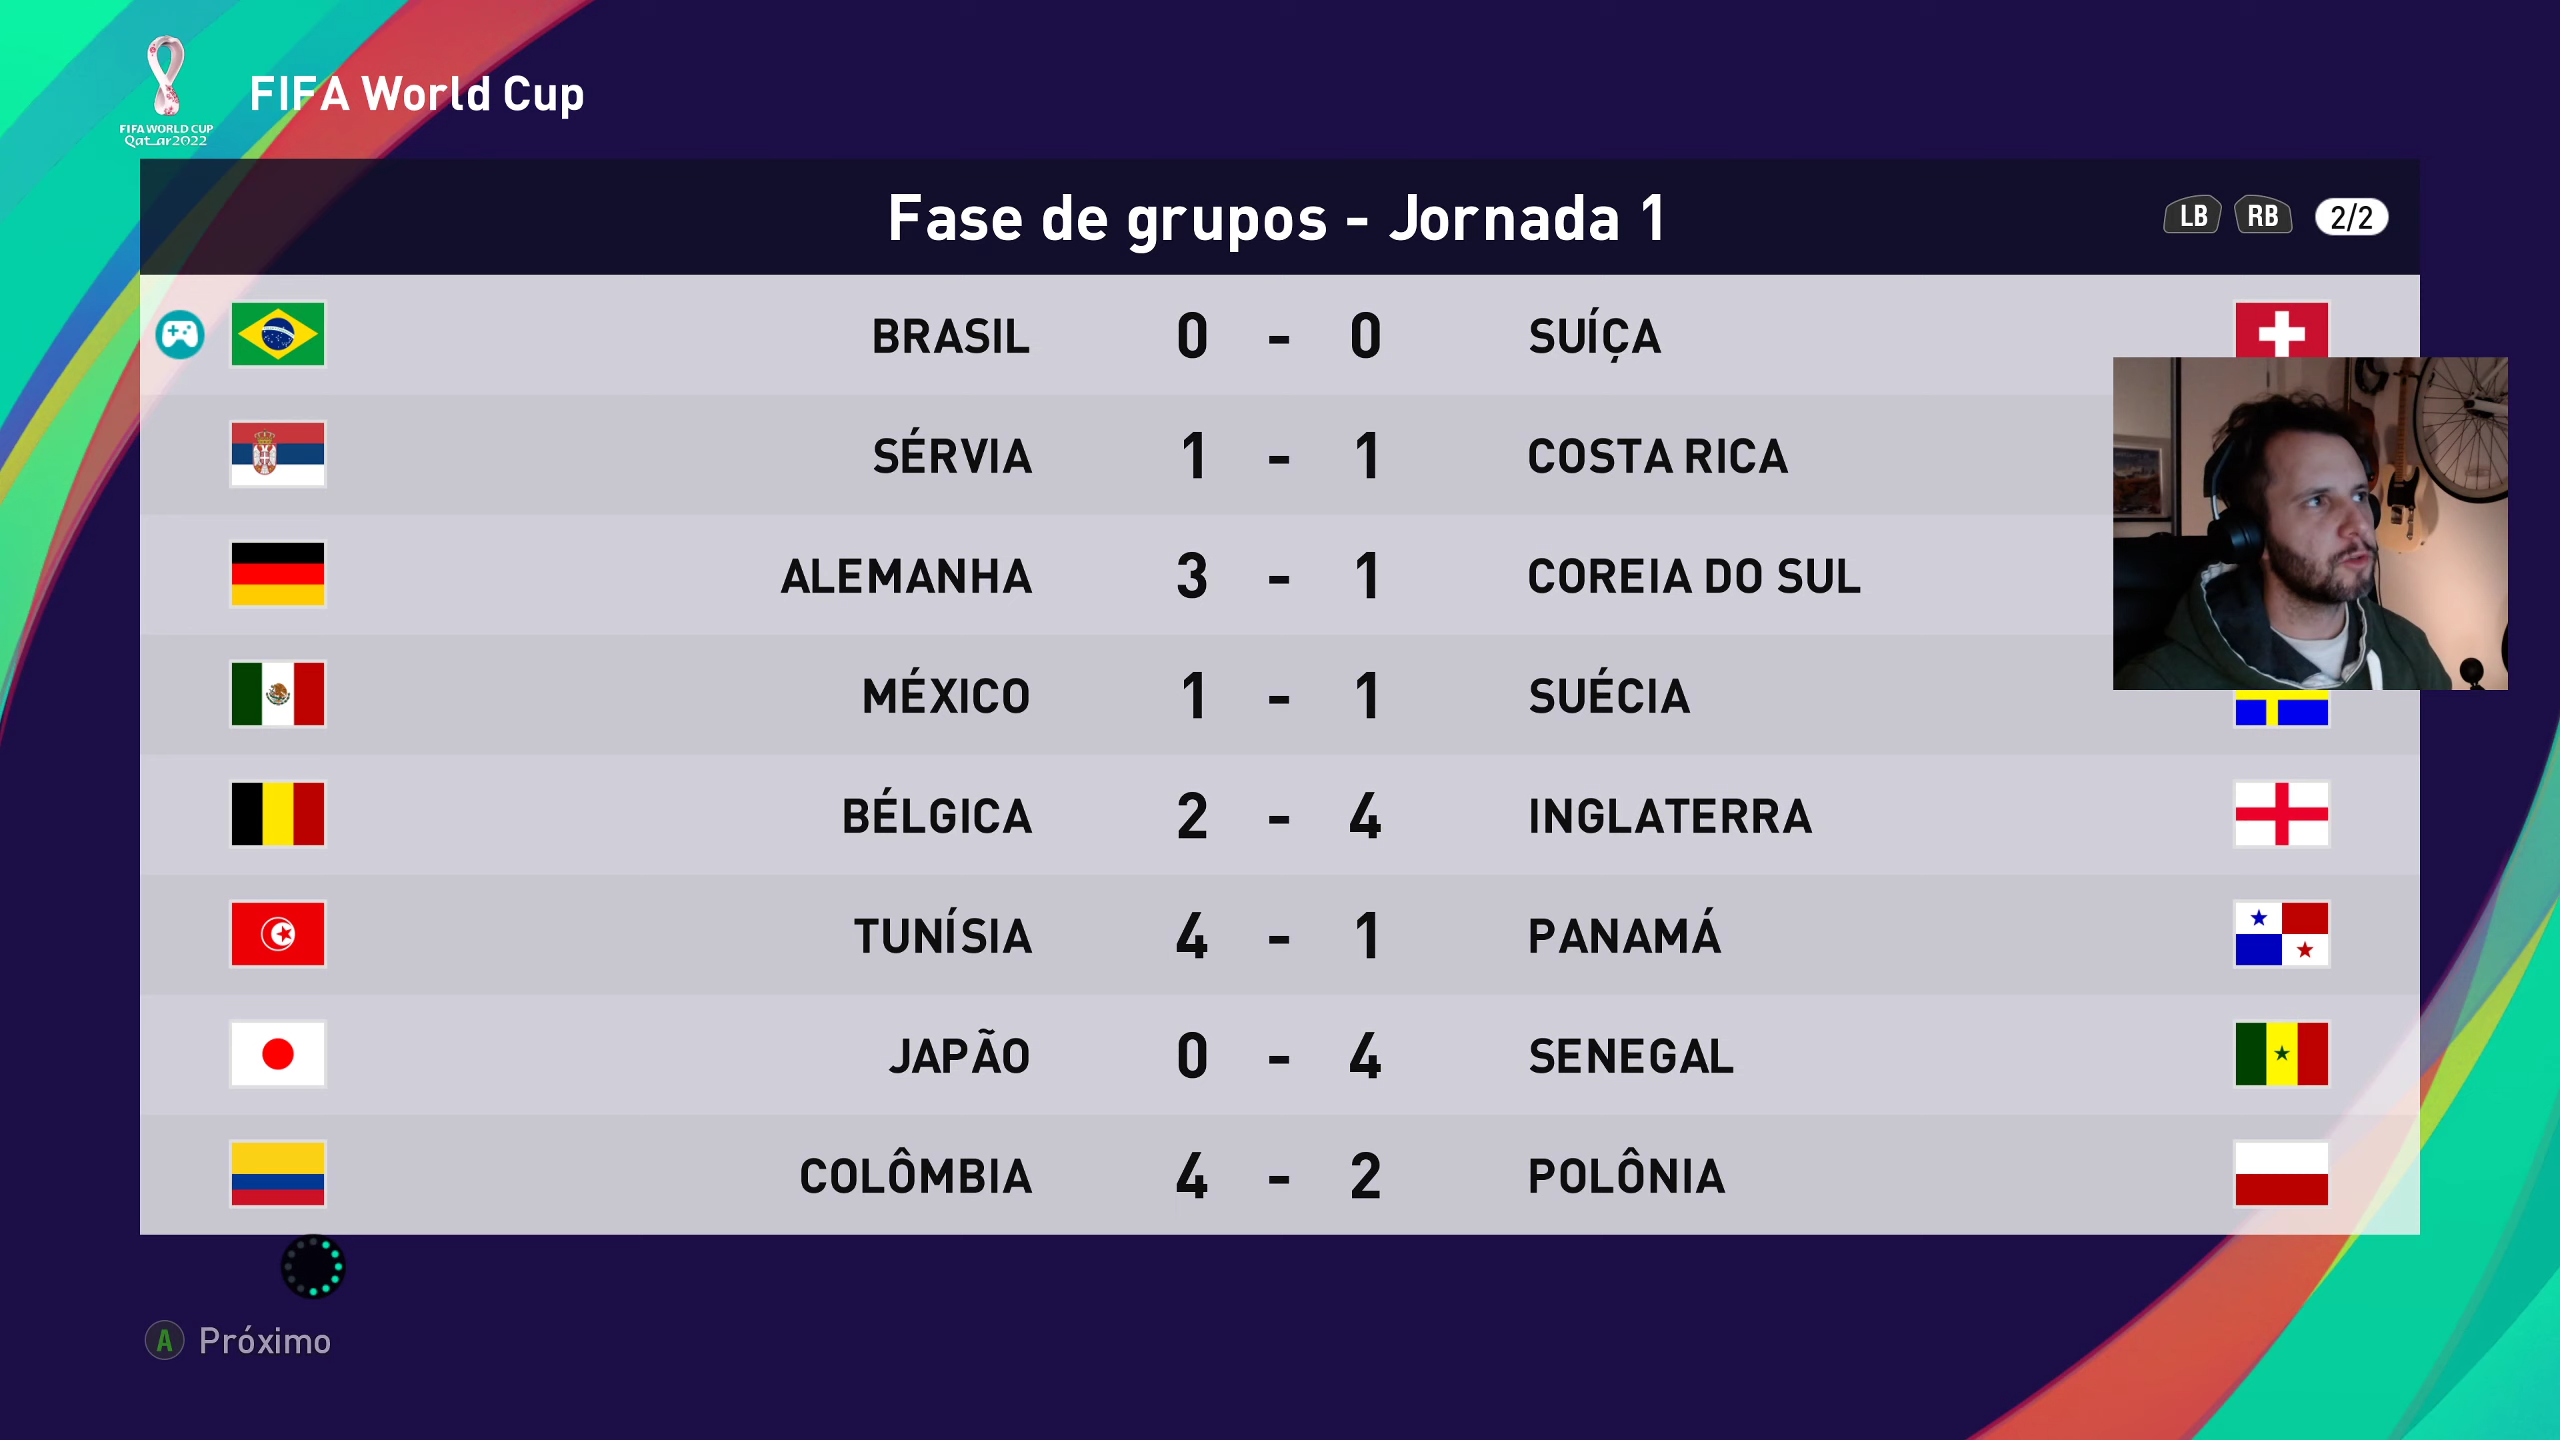 FIFA WORLD CUP
Qatar2022
FIFA World Cup
Fase de grupos - Jornada 1
LB RB 2/2
BRASIL 0 - 0 SUÍÇA
SÉRVIA 1 - 1 COSTA RICA
ALEMANHA 3 - 1 COREIA DO SUL
MÉXICO 1 - 1 SUÉCIA
BÉLGICA 2 - 4 INGLATERRA
TUNÍSIA 4 - 1 PANAMÁ
JAPÃO 0 - 4 SENEGAL
COLÔMBIA 4 - 2 POLÔNIA
A Próximo